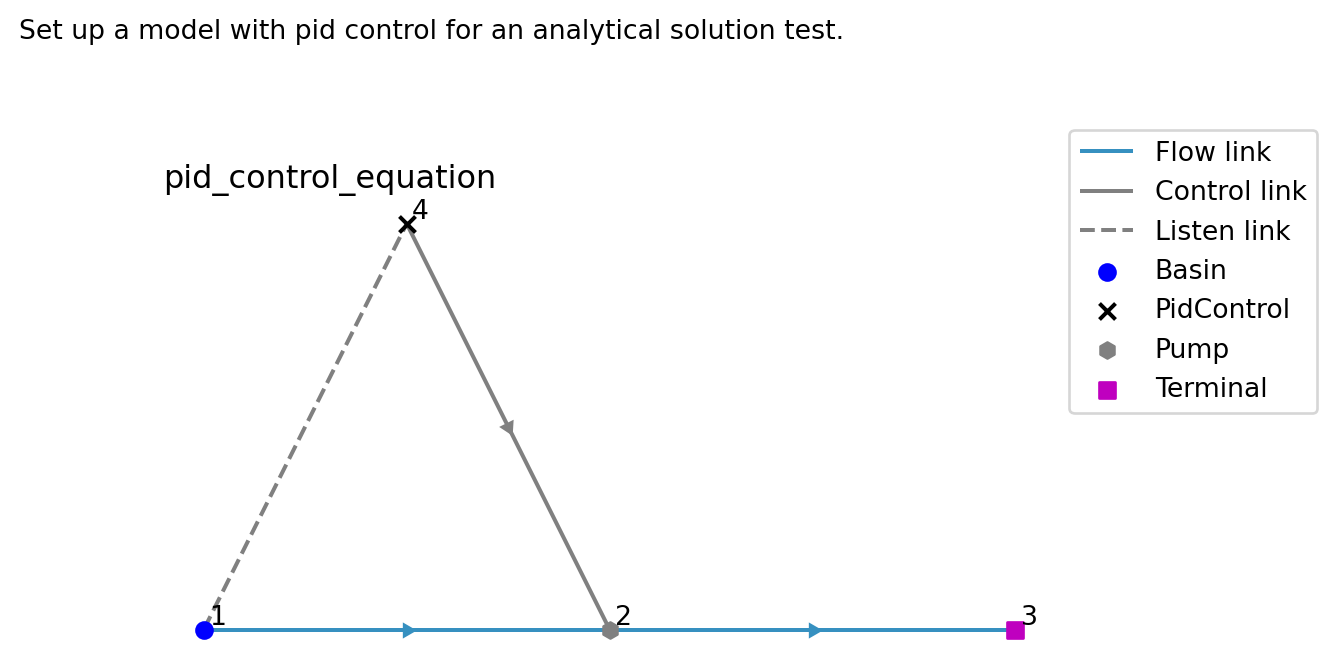 Set up a model with pid control for an analytical solution test.
pid_control_equation
4
1
2
3
Flow link
Control link
Listen link
Basin
PidControl
Pump
Terminal